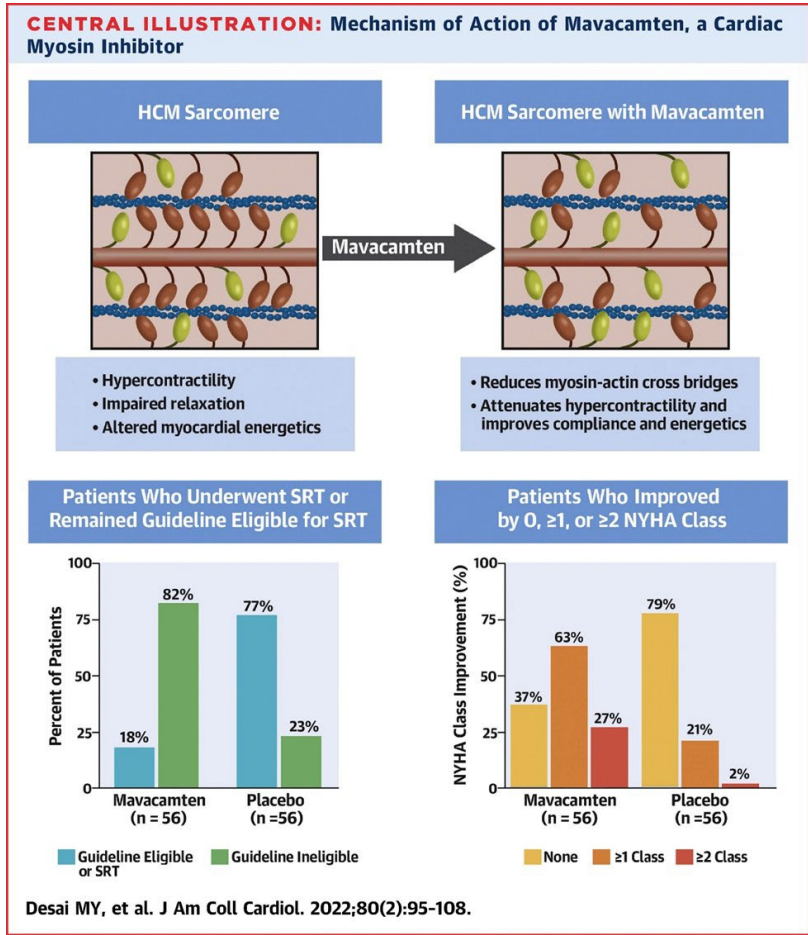 CENTRAL ILLUSTRATION: Mechanism of Action of Mavacamten, a Cardiac
Myosin Inhibitor
HCM Sarcomere
HCM Sarcomere with Mavacamten
Mavacamten
• Hypercontractility
• Impaired relaxation
• Altered myocardial energetics
• Reduces myosin-actin cross bridges
• Attenuates hypercontractility and
improves compliance and energetics
Patients Who Underwent SRT or
Remained Guideline Eligible for SRT
Percent of Patients
100
75
50
25
0
18%
82%
77%
23%
Mavacamten
(n = 56)
Placebo
(n =56)
Guideline Eligible
or SRT
Guideline Ineligible
Patients Who Improved
by 0, ≥1, or ≥2 NYHA Class
NYHA Class Improvement (%)
100
75
50
25
0
37%
63%
27%
79%
21%
2%
Mavacamten
(n = 56)
Placebo
(n =56)
None
≥1 Class
≥2 Class
Desai MY, et al. J Am Coll Cardiol. 2022;80(2):95–108.